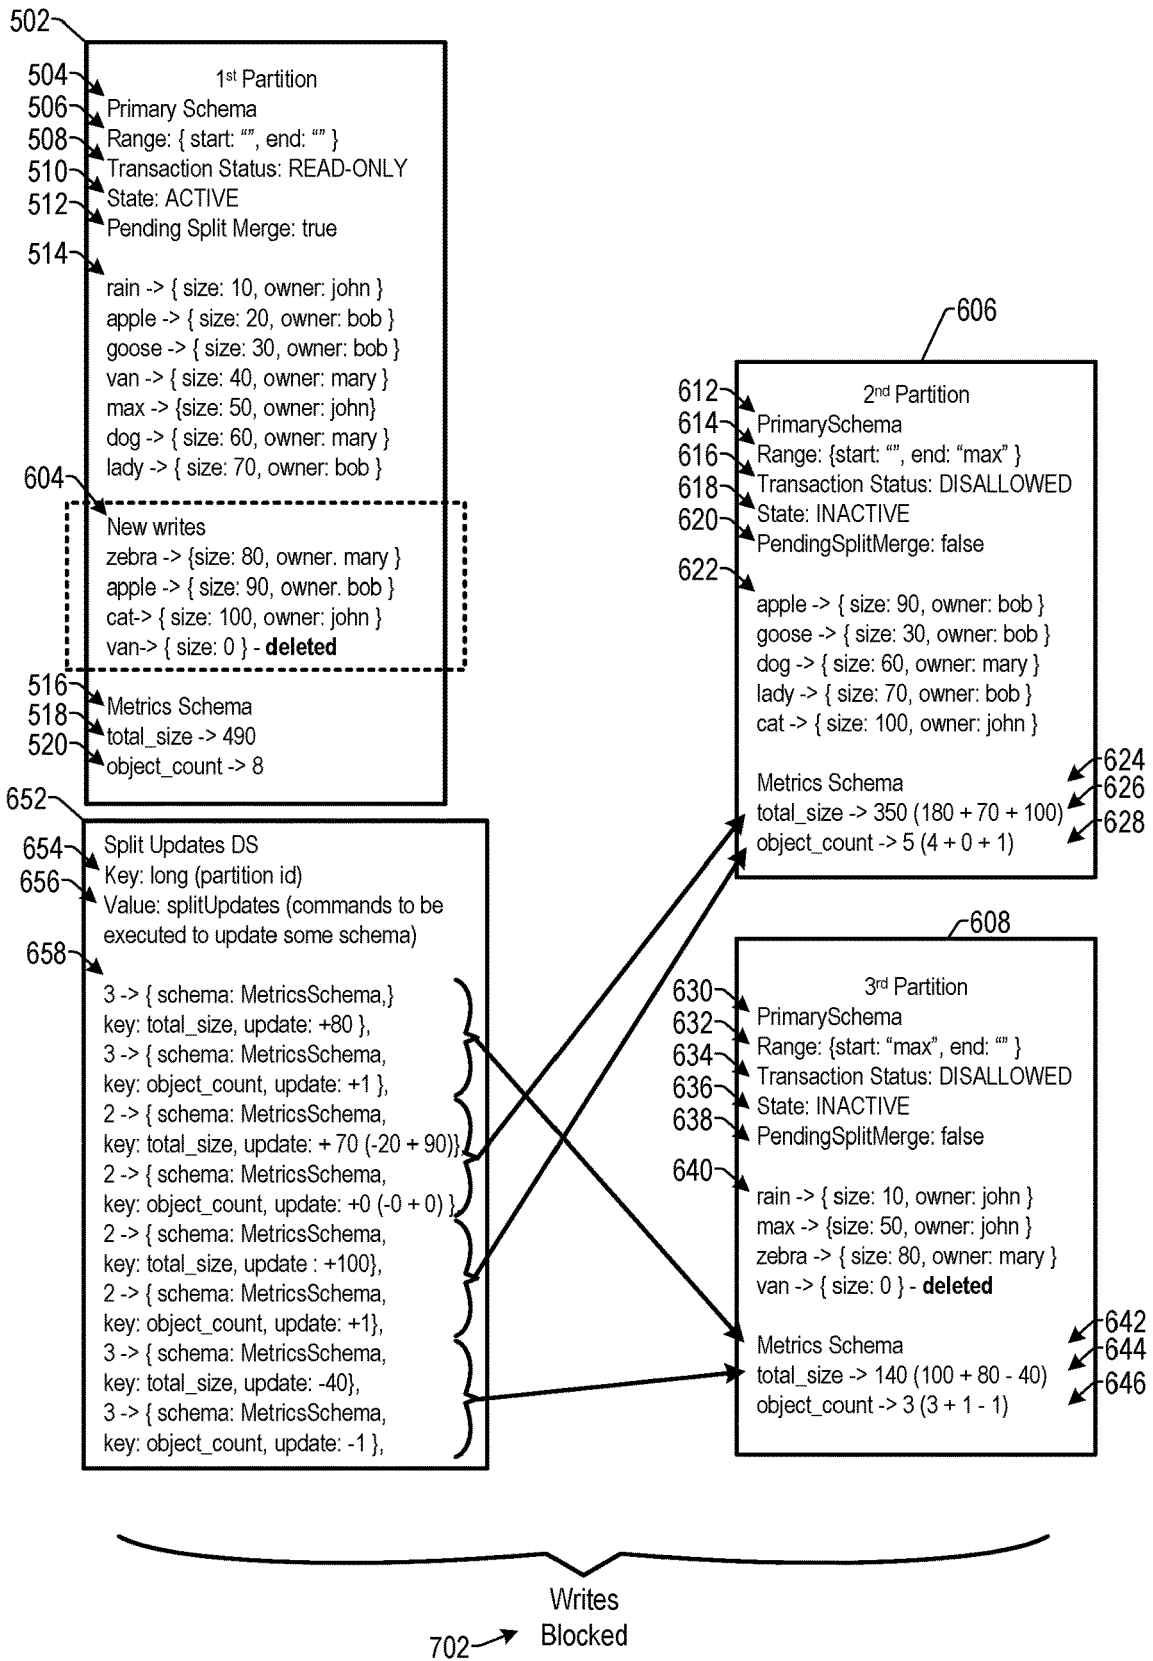 502
1st Partition
504
Primary Schema
506
Range: { start: “”, end: “” }
508
Transaction Status: READ-ONLY
510
State: ACTIVE
512
Pending Split Merge: true
514
rain -> { size: 10, owner: john }
apple -> { size: 20, owner: bob }
goose -> { size: 30, owner: bob }
van -> { size: 40, owner: mary }
max -> {size: 50, owner: john}
dog -> { size: 60, owner: mary }
lady -> { size: 70, owner: bob }
604
New writes
zebra -> {size: 80, owner. mary }
apple -> { size: 90, owner. bob }
cat-> { size: 100, owner: john }
van-> { size: 0 } - deleted
516
Metrics Schema
518
total_size -> 490
520
object_count -> 8
652
Split Updates DS
654
Key: long (partition id)
656
Value: splitUpdates (commands to be
executed to update some schema)
658
3 -> { schema: MetricsSchema,}
key: total_size, update: +80 },
3 -> { schema: MetricsSchema,
key: object_count, update: +1 },
2 -> { schema: MetricsSchema,
key: total_size, update: + 70 (-20 + 90)},
2 -> { schema: MetricsSchema,
key: object_count, update: +0 (-0 + 0) },
2 -> { schema: MetricsSchema,
key: total_size, update : +100},
2 -> { schema: MetricsSchema,
key: object_count, update: +1},
3 -> { schema: MetricsSchema,
key: total_size, update: -40},
3 -> { schema: MetricsSchema,
key: object_count, update: -1 },
606
2nd Partition
612
PrimarySchema
614
Range: {start: “”, end: “max” }
616
Transaction Status: DISALLOWED
618
State: INACTIVE
620
PendingSplitMerge: false
622
apple -> { size: 90, owner: bob }
goose -> { size: 30, owner: bob }
dog -> { size: 60, owner: mary }
lady -> { size: 70, owner: bob }
cat -> { size: 100, owner: john }
Metrics Schema
624
total_size -> 350 (180 + 70 + 100)
626
object_count -> 5 (4 + 0 + 1)
628
608
3rd Partition
630
PrimarySchema
632
Range: {start: “max”, end: “” }
634
Transaction Status: DISALLOWED
636
State: INACTIVE
638
PendingSplitMerge: false
640
rain -> { size: 10, owner: john }
max -> {size: 50, owner: john }
zebra -> { size: 80, owner: mary }
van -> { size: 0 } - deleted
Metrics Schema
642
total_size -> 140 (100 + 80 - 40)
644
object_count -> 3 (3 + 1 - 1)
646
Writes
Blocked
702